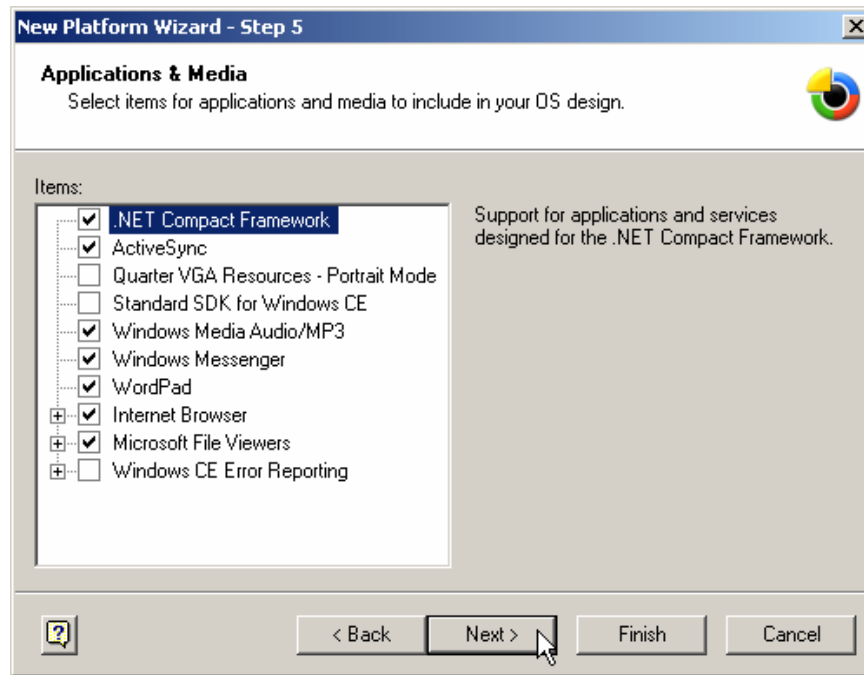 New Platform Wizard - Step 5
Applications & Media
Select items for applications and media to include in your OS design.
Items:
.NET Compact Framework
ActiveSync
Quarter VGA Resources - Portrait Mode
Standard SDK for Windows CE
Windows Media Audio/MP3
Windows Messenger
WordPad
Internet Browser
Microsoft File Viewers
Windows CE Error Reporting
Support for applications and services
designed for the .NET Compact Framework.
< Back
Next >
Finish
Cancel